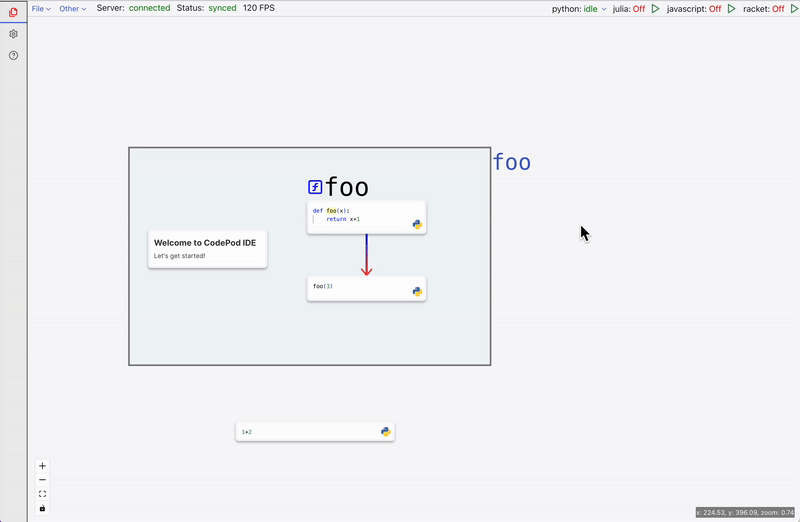 File Other Server: connected Status: synced 120 FPS python: idle julia: Off javascript: Off racket: Off
foo
foo
def foo(x):
return x+1
Welcome to CodePod IDE
Let's get started!
foo(3)
1+2
x: 224.53, y: 396.09, zoom: 0.74